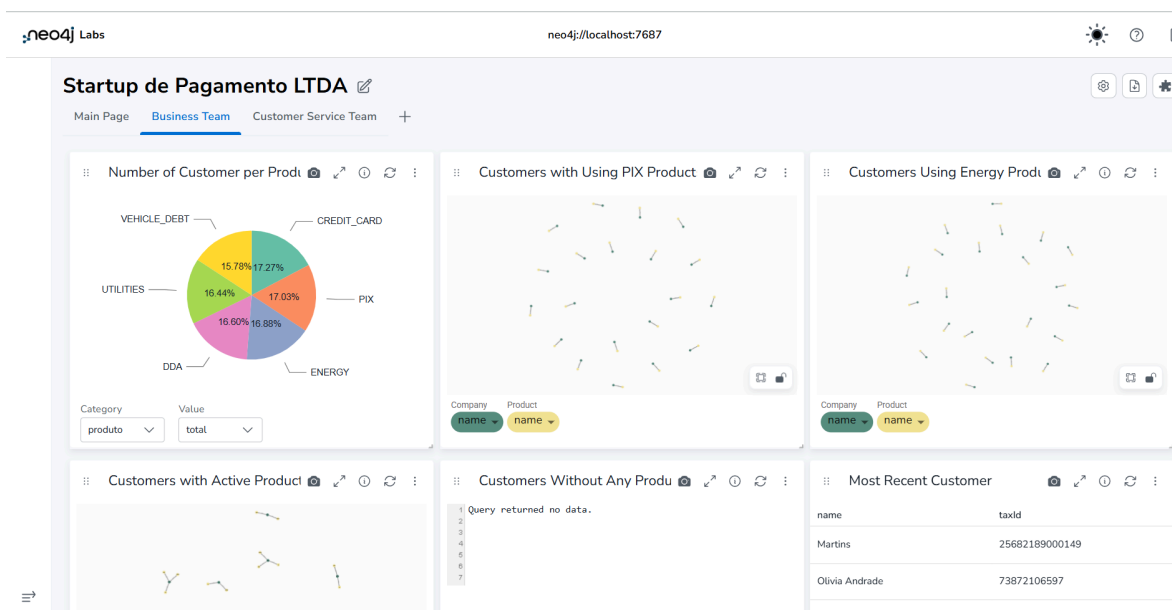 neo4j Labs
neo4j://localhost:7687
Startup de Pagamento LTDA
Main Page
Business Team
Customer Service Team
Number of Customer per Produ
VEHICLE_DEBT
CREDIT_CARD
15.78%
17.27%
UTILITIES
16.44%
17.03%
PIX
16.60%
16.88%
DDA
ENERGY
Category
Value
produto
total
Customers with Using PIX Product
Company
Product
name
name
Customers Using Energy Produ
Company
Product
name
name
Customers with Active Product
Customers Without Any Produ
1 Query returned no data.
2
3
4
5
6
7
Most Recent Customer
name
taxId
Martins
25682189000149
Olivia Andrade
73872106597